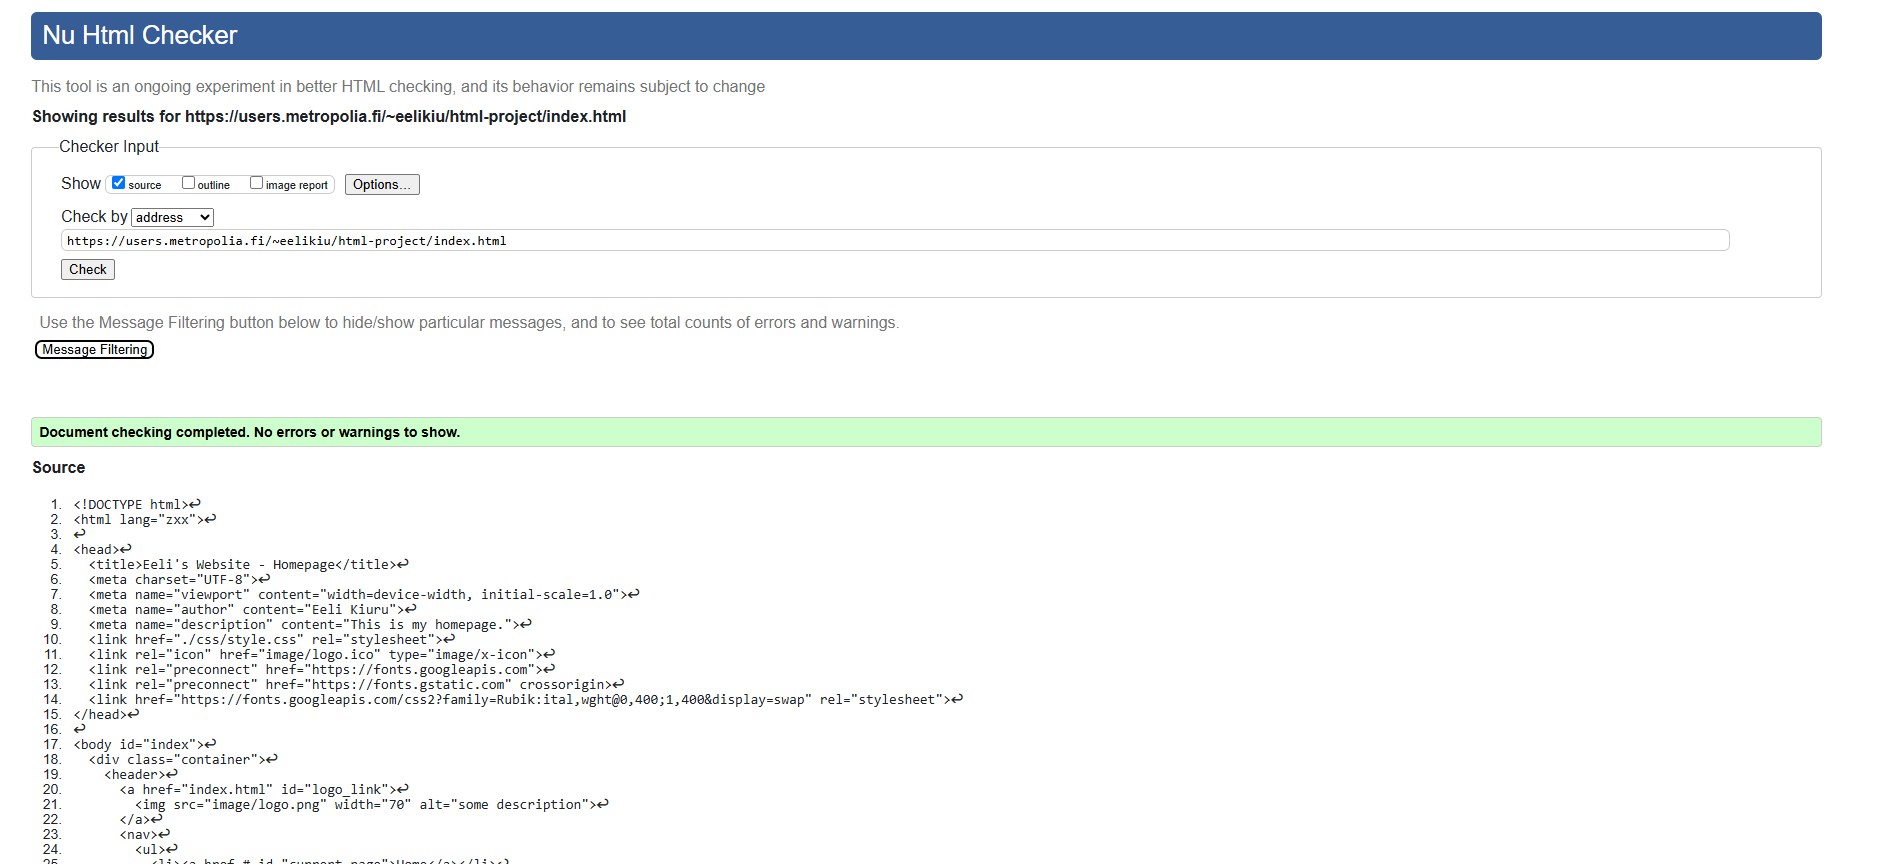 Nu Html Checker
This tool is an ongoing experiment in better HTML checking, and its behavior remains subject to change
Showing results for https://users.metropolia.fi/~eelikiu/html-project/index.html
Checker Input
Show source outline image report Options...
Check by address
https://users.metropolia.fi/~eelikiu/html-project/index.html
Check
Use the Message Filtering button below to hide/show particular messages, and to see total counts of errors and warnings.
Message Filtering
Document checking completed. No errors or warnings to show.
Source
1. <!DOCTYPE html>↩
2. <html lang="zxx">↩
3. ↩
4. <head>↩
5. <title>Eeli's Website - Homepage</title>↩
6. <meta charset="UTF-8">↩
7. <meta name="viewport" content="width=device-width, initial-scale=1.0">↩
8. <meta name="author" content="Eeli Kiuru">↩
9. <meta name="description" content="This is my homepage.">↩
10. <link href="./css/style.css" rel="stylesheet">↩
11. <link rel="icon" href="image/logo.ico" type="image/x-icon">↩
12. <link rel="preconnect" href="https://fonts.googleapis.com">↩
13. <link rel="preconnect" href="https://fonts.gstatic.com" crossorigin>↩
14. <link href="https://fonts.googleapis.com/css2?family=Rubik:ital,wght@0,400;1,400&display=swap" rel="stylesheet">↩
15. </head>↩
16. ↩
17. <body id="index">↩
18. <div class="container">↩
19. <header>↩
20. <a href="index.html" id="logo_link">↩
21. <img src="image/logo.png" width="70" alt="some description">↩
22. </a>↩
23. <nav>↩
24. <ul>↩